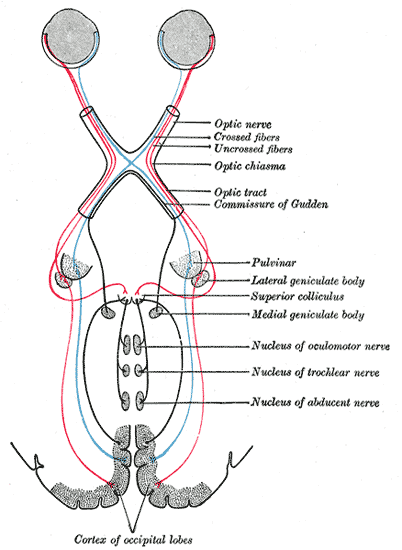 Optic nerve
Crossed fibers
Uncrossed fibers
Optic chiasma
Optic tract
Commissure of Gudden
Pulvinar
Lateral geniculate body
Superior colliculus
Medial geniculate body
Nucleus of oculomotor nerve
Nucleus of trochlear nerve
Nucleus of abducent nerve
Cortex of occipital lobes